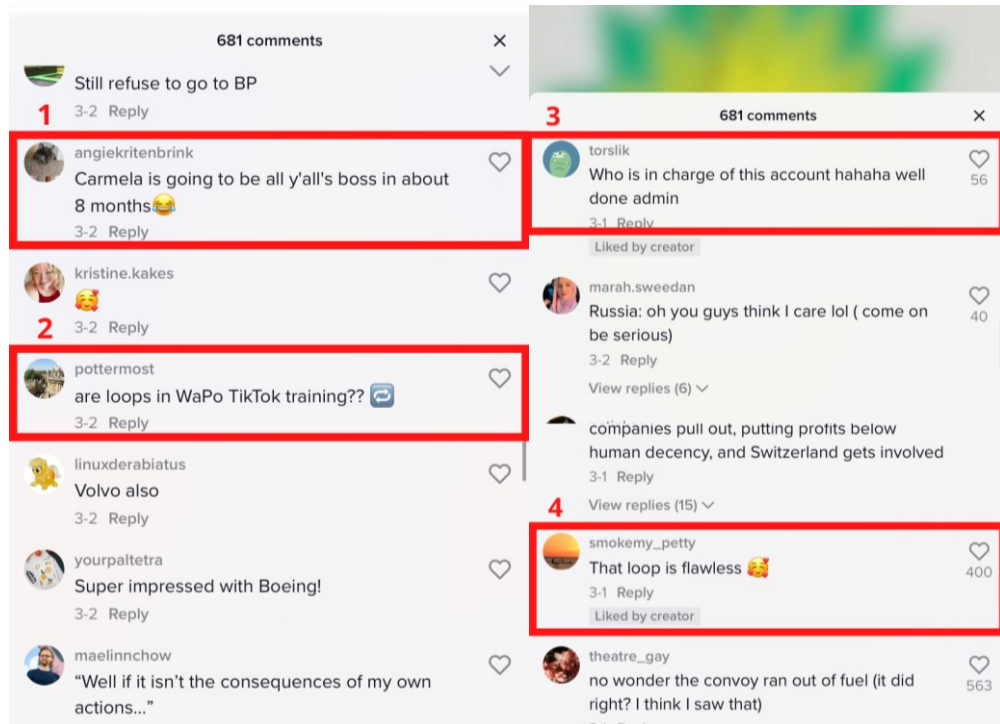 681 comments
Still refuse to go to BP
3-2 Reply
1
angiekritenbrink
Carmela is going to be all y'all's boss in about
8 months😂
3-2 Reply
kristine.kakes
🥰
3-2 Reply
2
pottermost
are loops in WaPo TikTok training?? 🔁
3-2 Reply
linuxderabiatus
Volvo also
3-2 Reply
yourpaltetra
Super impressed with Boeing!
3-2 Reply
maelinnchow
“Well if it isn't the consequences of my own
actions...”
3
681 comments
torslik
Who is in charge of this account hahaha well
done admin
56
3-1 Reply
Liked by creator
marah.sweedan
Russia: oh you guys think I care lol ( come on
be serious)
40
3-2 Reply
View replies (6)
companies pull out, putting profits below
human decency, and Switzerland gets involved
3-1 Reply
View replies (15)
4
smokemy_petty
That loop is flawless 🥰
400
3-1 Reply
Liked by creator
theatre_gay
no wonder the convoy ran out of fuel (it did
right? I think I saw that)
563